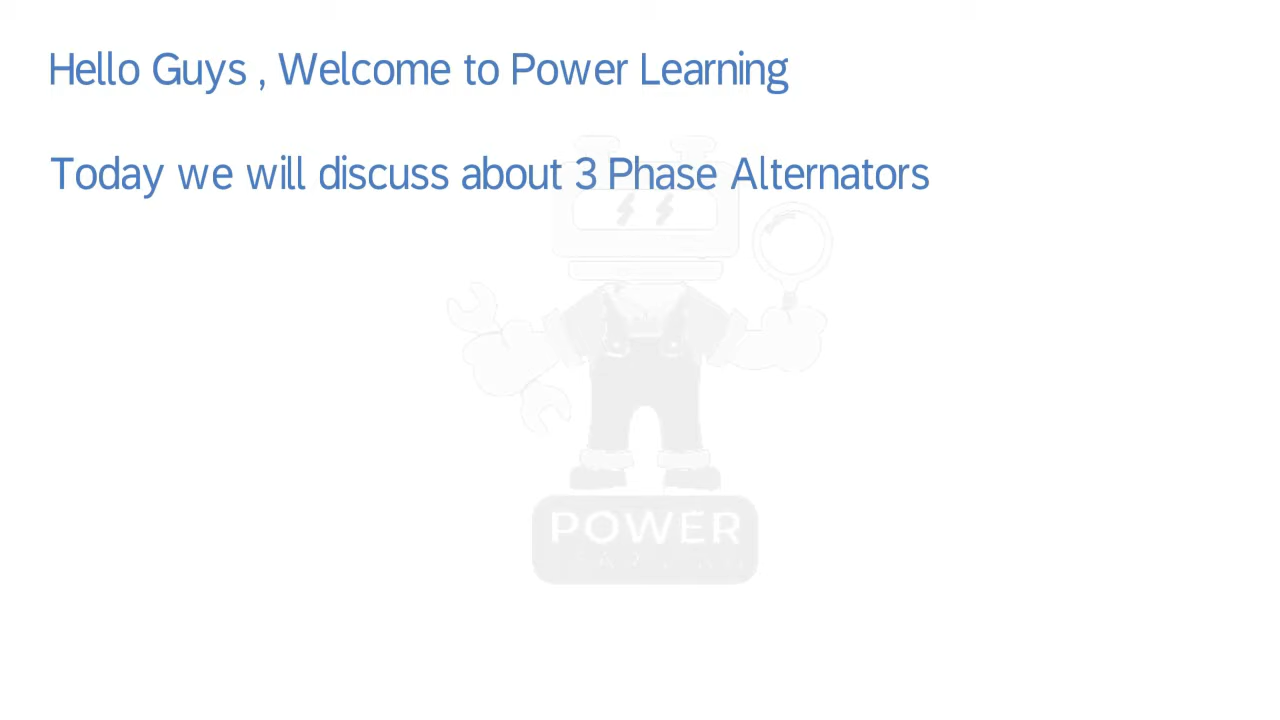 Hello Guys , Welcome to Power Learning
Today we will discuss about 3 Phase Alternators
POWER